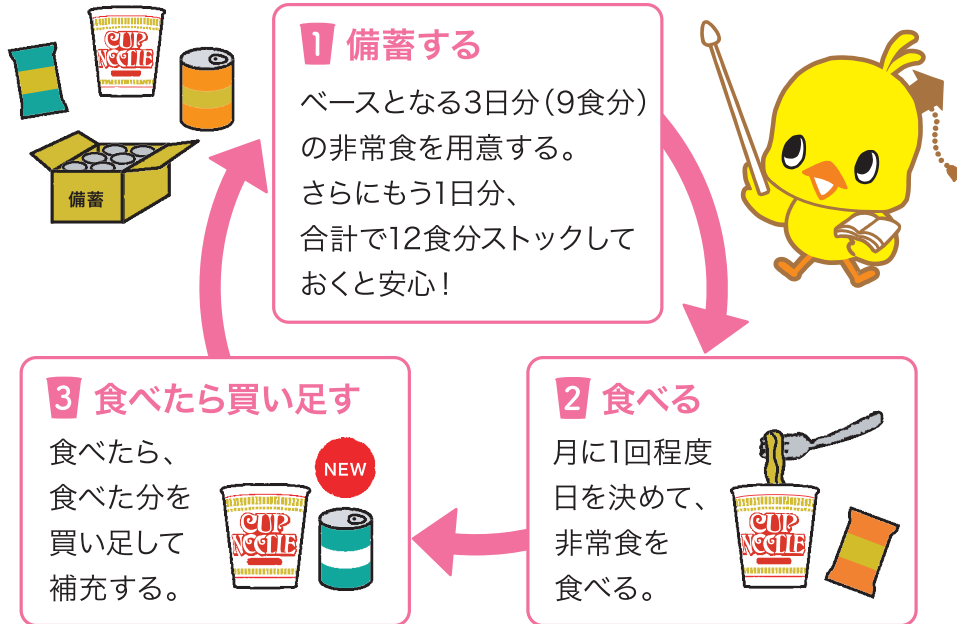 CUP
NOODLE
備蓄
1 備蓄する
ベースとなる3日分（9食分）
の非常食を用意する。
さらにもう1日分、
合計で12食分ストックして
おくと安心！
2 食べる
月に1回程度
日を決めて、
非常食を
食べる。
CUP
NOODLE
3 食べたら買い足す
食べたら、
食べた分を
買い足して
補充する。
NEW
CUP
NOODLE